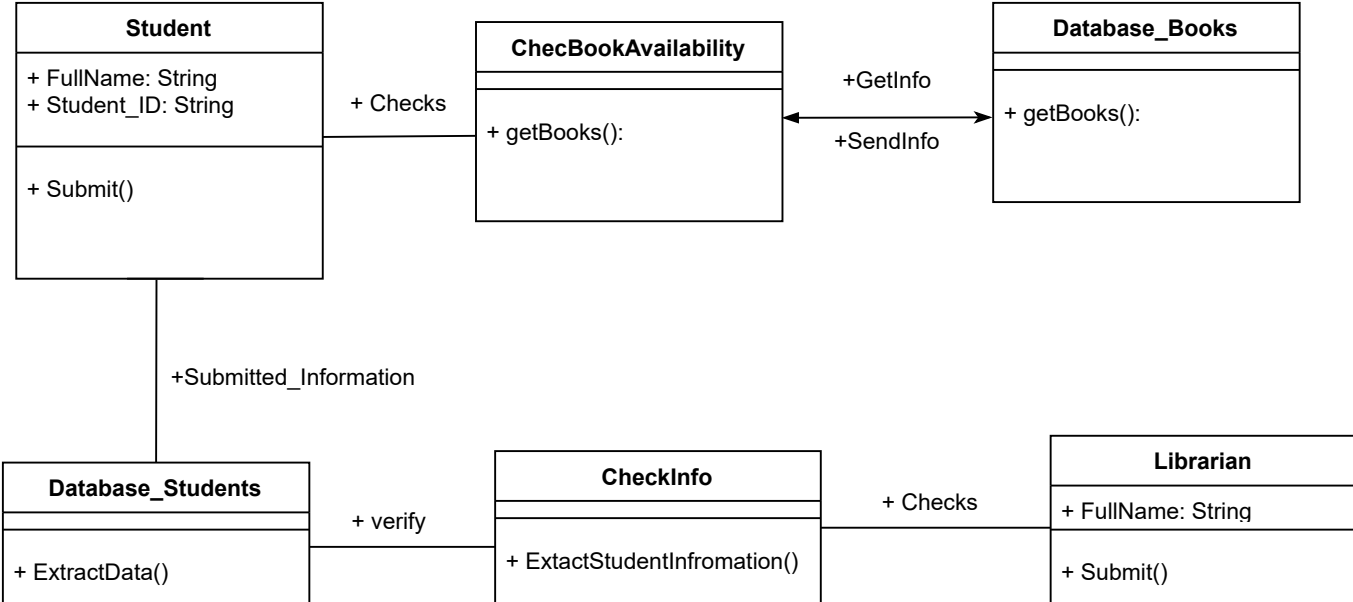 Student
+ FullName: String
+ Student_ID: String
+ Submit()
+ Checks
ChecBookAvailability
+ getBooks():
+GetInfo
+SendInfo
Database_Books
+ getBooks():
+Submitted_Information
Database_Students
+ ExtractData()
+ verify
CheckInfo
+ ExtactStudentInfromation()
+ Checks
Librarian
+ FullName: String
+ Submit()